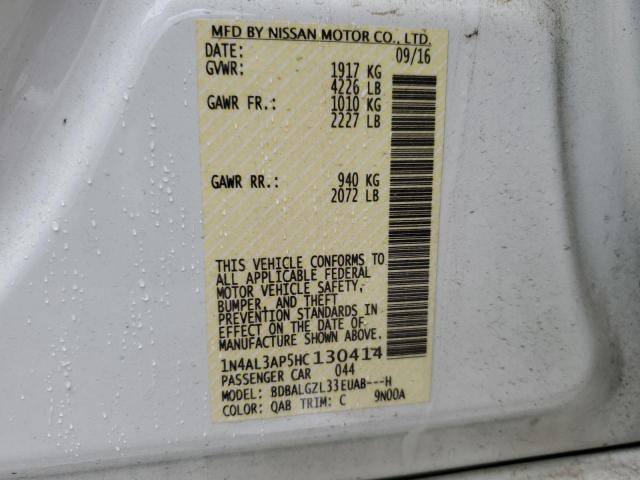 MFD BY NISSAN MOTOR CO., LTD.
DATE: 09/16
GVWR: 1917 KG
4226 LB
GAWR FR.: 1010 KG
2227 LB
GAWR RR.: 940 KG
2072 LB
THIS VEHICLE CONFORMS TO
ALL APPLICABLE FEDERAL
MOTOR VEHICLE SAFETY,
BUMPER, AND THEFT
PREVENTION STANDARDS IN
EFFECT ON THE DATE OF
MANUFACTURE SHOWN ABOVE.
1N4AL3AP5HC130414
PASSENGER CAR 044
MODEL: BDBALGZL33EUAB---H
COLOR: QAB TRIM: C 9N00A